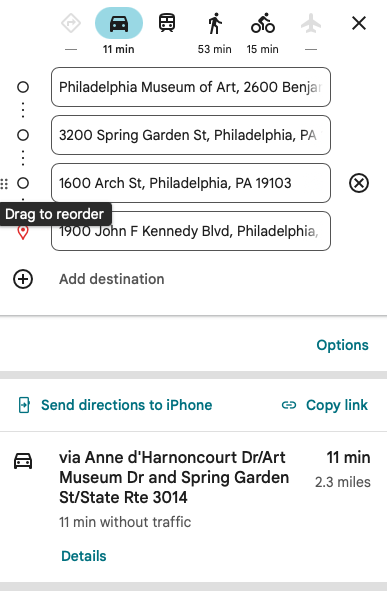 —
11 min
53 min
15 min
—
Philadelphia Museum of Art, 2600 Benja
3200 Spring Garden St, Philadelphia, PA
1600 Arch St, Philadelphia, PA 19103
Drag to reorder
1900 John F Kennedy Blvd, Philadelphia,
Add destination
Options
Send directions to iPhone
Copy link
via Anne d'Harnoncourt Dr/Art
11 min
Museum Dr and Spring Garden
2.3 miles
St/State Rte 3014
11 min without traffic
Details